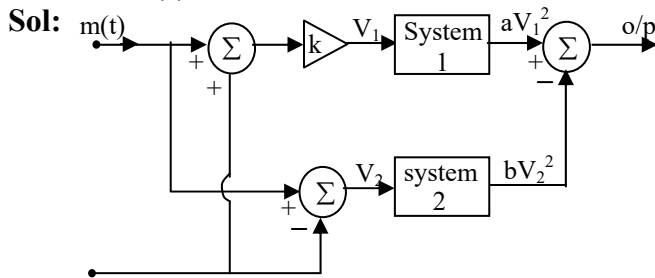 Sol: m(t) + Σ + k V₁ System 1 aV₁² + Σ − o/p
+ Σ − V₂ system 2 bV₂²